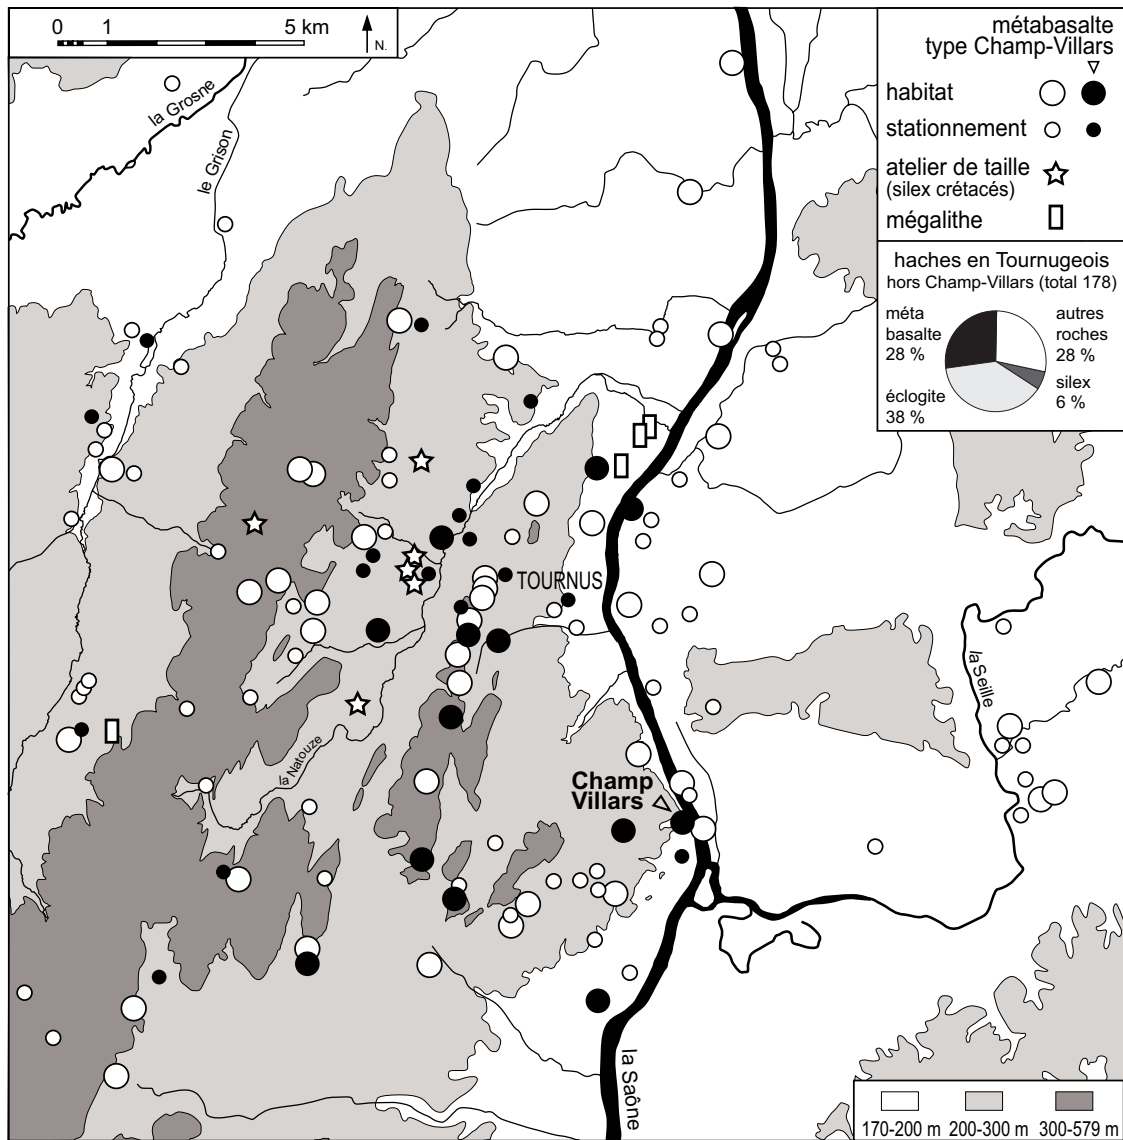 0 1 5 km
N.
la Grosne
le Grison
métabasalte
type Champ-Villars
habitat
stationnement
atelier de taille
(silex crétacés)
mégalithe
haches en Tournugeois
hors Champ-Villars (total 178)
méta
basalte
28 %
autres
roches
28 %
éclogite
38 %
silex
6 %
TOURNUS
la Seille
la Natouze
Champ
Villars
la Saône
170-200 m 200-300 m 300-579 m